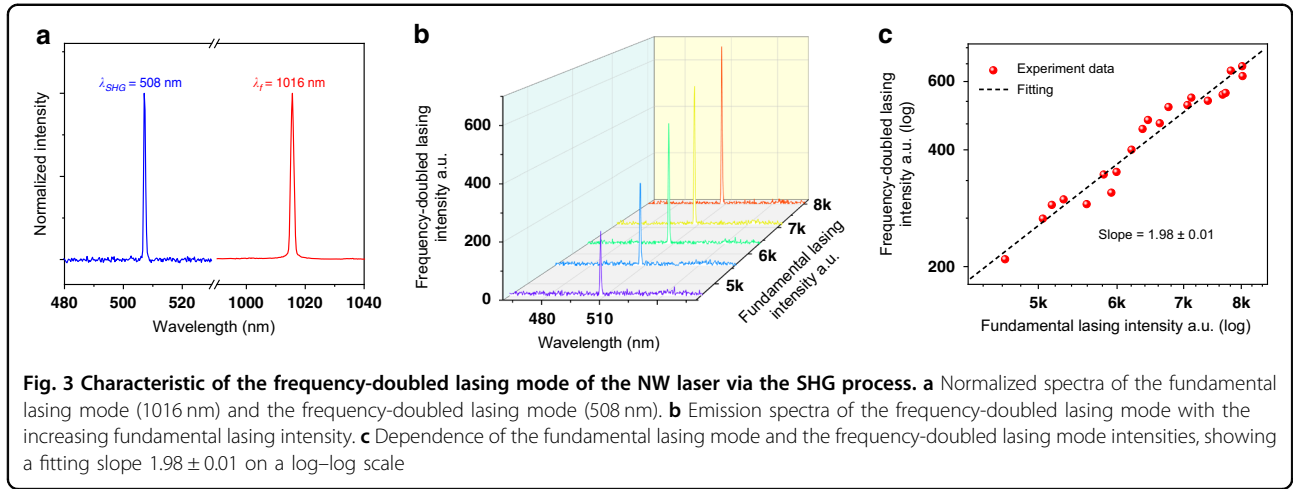 a
λSHG = 508 nm
λf = 1016 nm
Normalized intensity
480
500
520
1000
1020
1040
Wavelength (nm)
b
Frequency-doubled lasing
intensity a.u.
600
400
200
0
480
510
Wavelength (nm)
5k
6k
7k
8k
Fundamental lasing
intensity a.u.
c
Frequency-doubled lasing
intensity a.u. (log)
600
400
200
Experiment data
Fitting
Slope = 1.98 ± 0.01
5k
6k
7k
8k
Fundamental lasing intensity a.u. (log)
Fig. 3 Characteristic of the frequency-doubled lasing mode of the NW laser via the SHG process. a Normalized spectra of the fundamental
lasing mode (1016 nm) and the frequency-doubled lasing mode (508 nm). b Emission spectra of the frequency-doubled lasing mode with the
increasing fundamental lasing intensity. c Dependence of the fundamental lasing mode and the frequency-doubled lasing mode intensities, showing
a fitting slope 1.98 ± 0.01 on a log–log scale